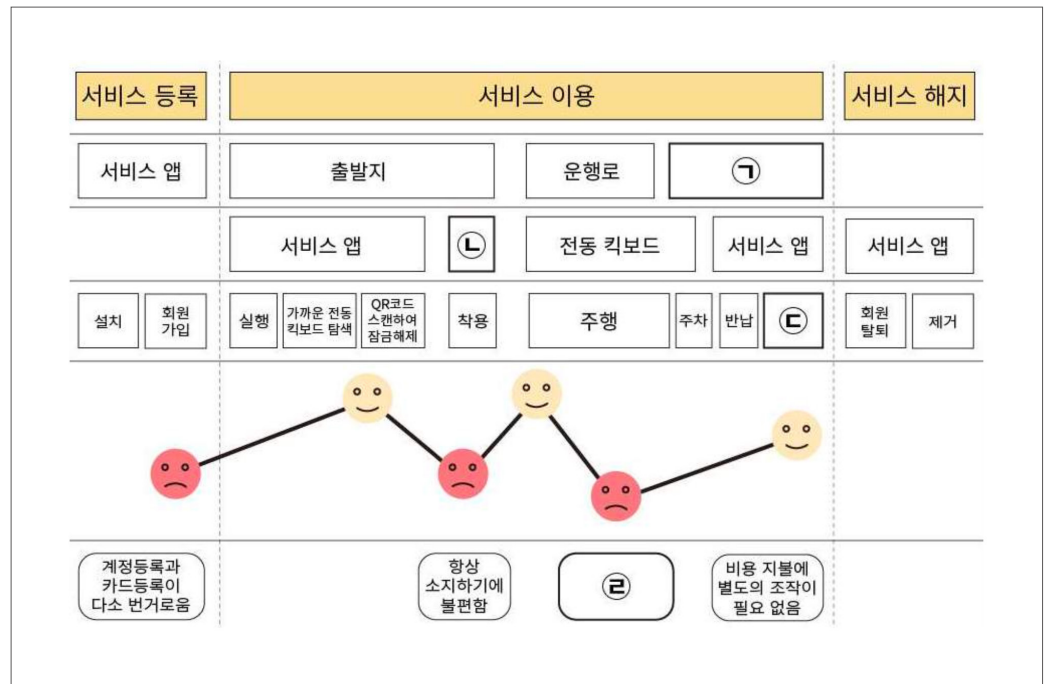 서비스 등록
서비스 이용
서비스 해지
서비스 앱
출발지
운행로
㉠
서비스 앱
㉡
전동 킥보드
서비스 앱
서비스 앱
설치
회원
가입
실행
가까운 전동
킥보드 탐색
QR코드
스캔하여
잠금해제
착용
주행
주차
반납
㉢
회원
탈퇴
제거
계정등록과
카드등록이
다소 번거로움
항상
소지하기에
불편함
㉣
비용 지불에
별도의 조작이
필요 없음